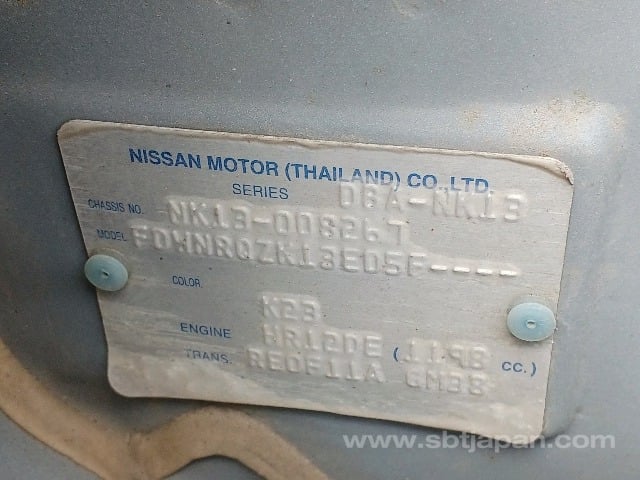 NISSAN MOTOR (THAILAND) CO.,LTD.
SERIES DBA-NK13
CHASSIS NO. NK13-008267
MODEL FDWNRQZK13EDSF----
COLOR K23
ENGINE HR12DE (1198 CC.)
TRANS. RE0F11A GM38
www.sbtjapan.com